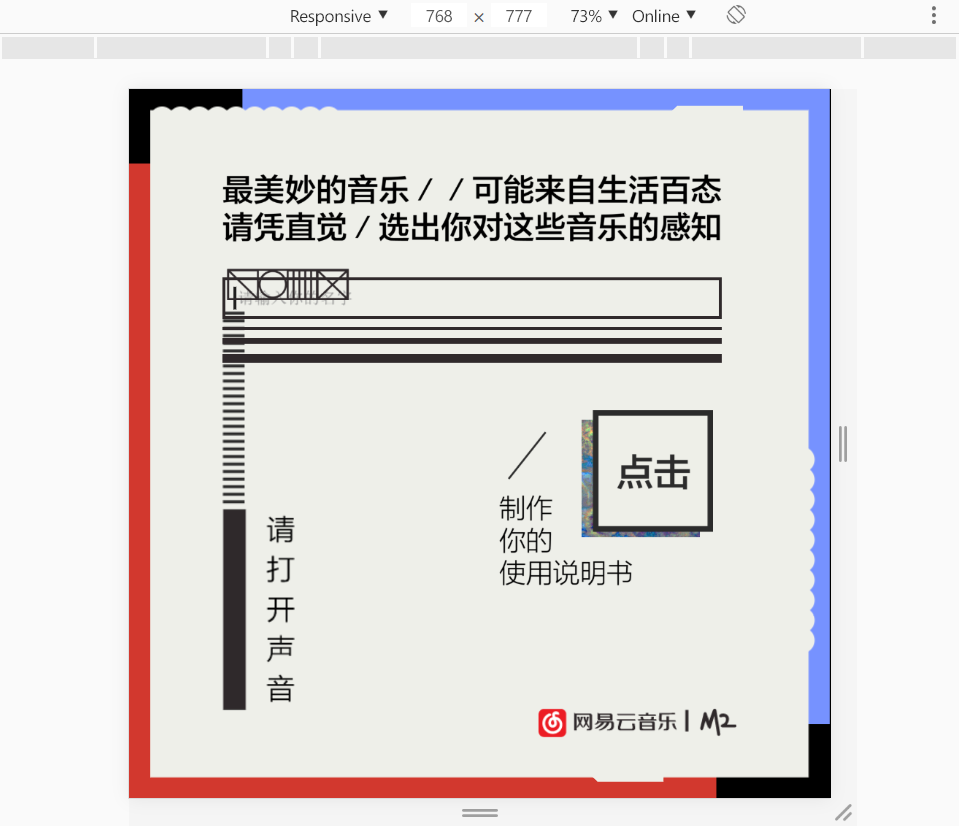 Responsive ▼ 768 × 777 73% ▼ Online ▼
最美妙的音乐 / / 可能来自生活百态
请凭直觉 / 选出你对这些音乐的感知
请输入你的名字
点击
制作
你的
使用说明书
请
打
开
声
音
网易云音乐 | M2